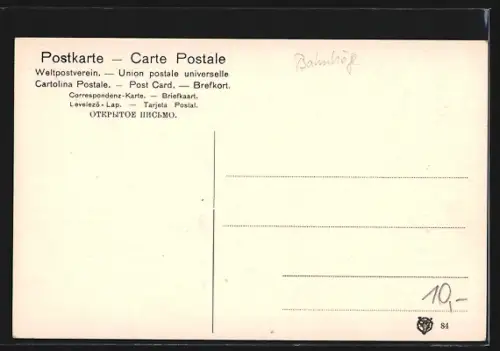 Postkarte — Carte Postale
Weltpostverein. — Union postale universelle
Cartolina Postale. — Post Card. — Brefkort.
Correspondenz-Karte. — Briefkaart.
Levelező-Lap. — Tarjeta Postal.
ОТКРЫТОЕ ПИСЬМО.
Bahnhöfe
10,-
84